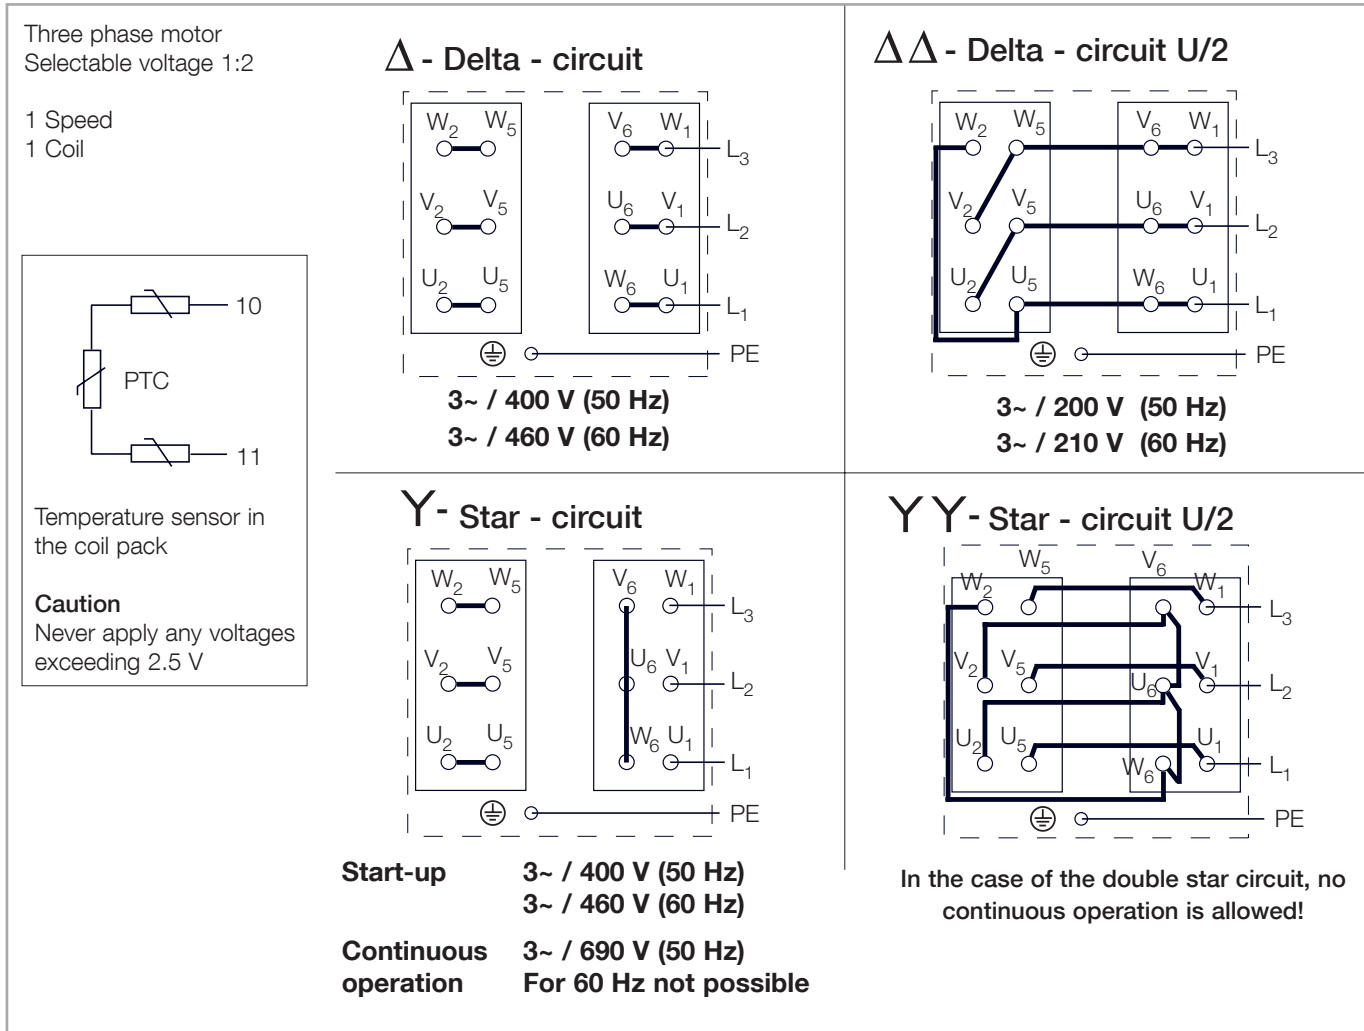 Three phase motor
Selectable voltage 1:2
1 Speed
1 Coil
10
PTC
11
Temperature sensor in
the coil pack
Caution
Never apply any voltages
exceeding 2.5 V
Δ - Delta - circuit
W2 W5 V6 W1
L3
V2 V5 U6 V1
L2
U2 U5 W6 U1
L1
PE
3~ / 400 V (50 Hz)
3~ / 460 V (60 Hz)
ΔΔ - Delta - circuit U/2
W2 W5 V6 W1
L3
V2 V5 U6 V1
L2
U2 U5 W6 U1
L1
PE
3~ / 200 V (50 Hz)
3~ / 210 V (60 Hz)
Y- Star - circuit
W2 W5 V6 W1
L3
V2 V5 U6 V1
L2
U2 U5 W6 U1
L1
PE
Start-up 3~ / 400 V (50 Hz)
3~ / 460 V (60 Hz)
Continuous 3~ / 690 V (50 Hz)
operation For 60 Hz not possible
Y Y- Star - circuit U/2
W5 V6
W2 W1
L3
V2 V5 V1
U6 L2
U2 U5 U1
W6 L1
PE
In the case of the double star circuit, no
continuous operation is allowed!